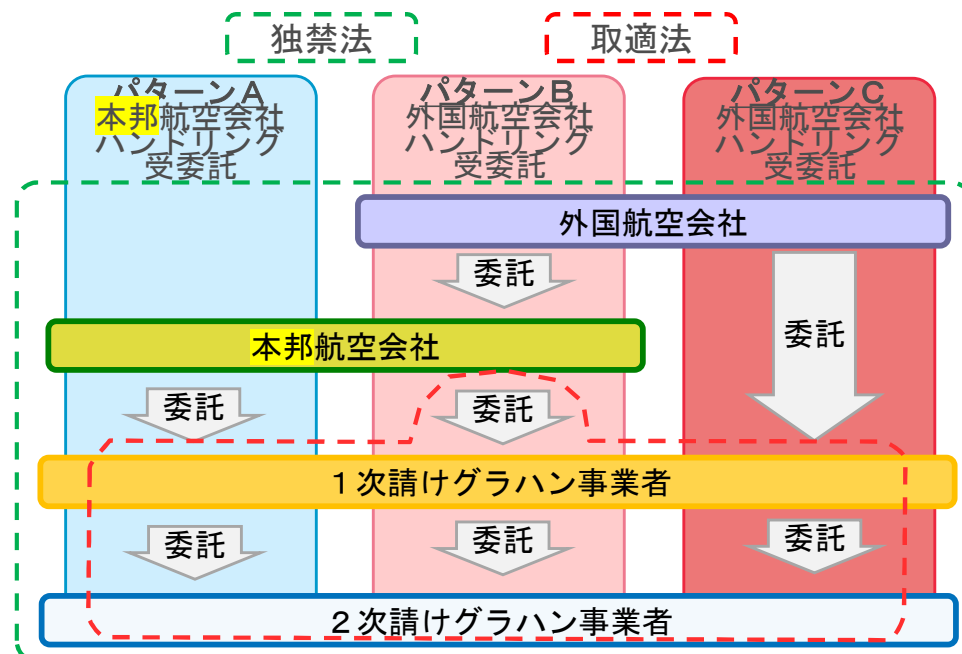 独禁法
取適法
パターンA
本邦航空会社
ハンドリング
受委託
パターンB
外国航空会社
ハンドリング
受委託
パターンC
外国航空会社
ハンドリング
受委託
外国航空会社
委託
委託
本邦航空会社
委託
委託
1次請けグラハン事業者
委託
委託
委託
2次請けグラハン事業者